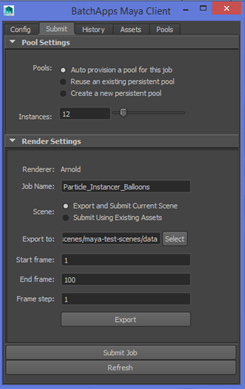 BatchApps Maya Client
Config Submit History Assets Pools
Pool Settings
Pools: Auto provision a pool for this job
Reuse an existing persistent pool
Create a new persistent pool
Instances: 12
Render Settings
Renderer: Arnold
Job Name: Particle_Instancer_Balloons
Scene: Export and Submit Current Scene
Submit Using Existing Assets
Export to: scenes/maya-test-scenes/data Select
Start frame: 1
End frame: 100
Frame step: 1
Export
Submit Job
Refresh